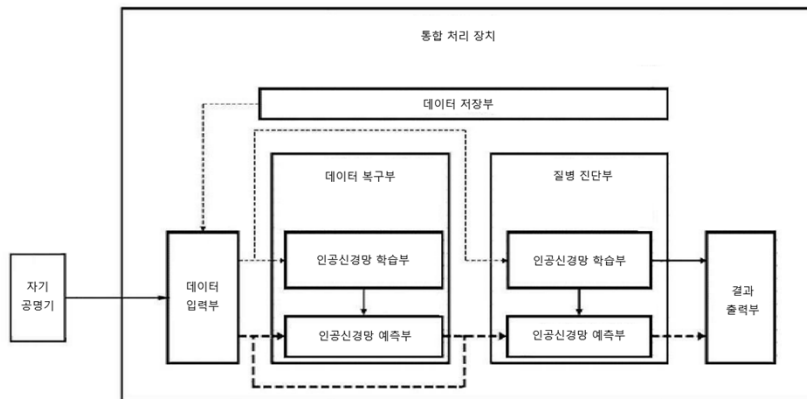 통합 처리 장치
데이터 저장부
데이터 복구부
질병 진단부
인공신경망 학습부
인공신경망 학습부
자기
공명기
데이터
입력부
결과
출력부
인공신경망 예측부
인공신경망 예측부